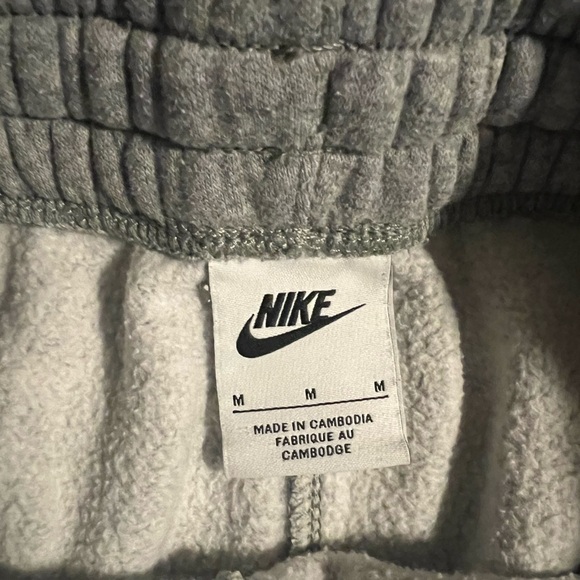 NIKE
M M M
MADE IN CAMBODIA
FABRIQUE AU
CAMBODGE